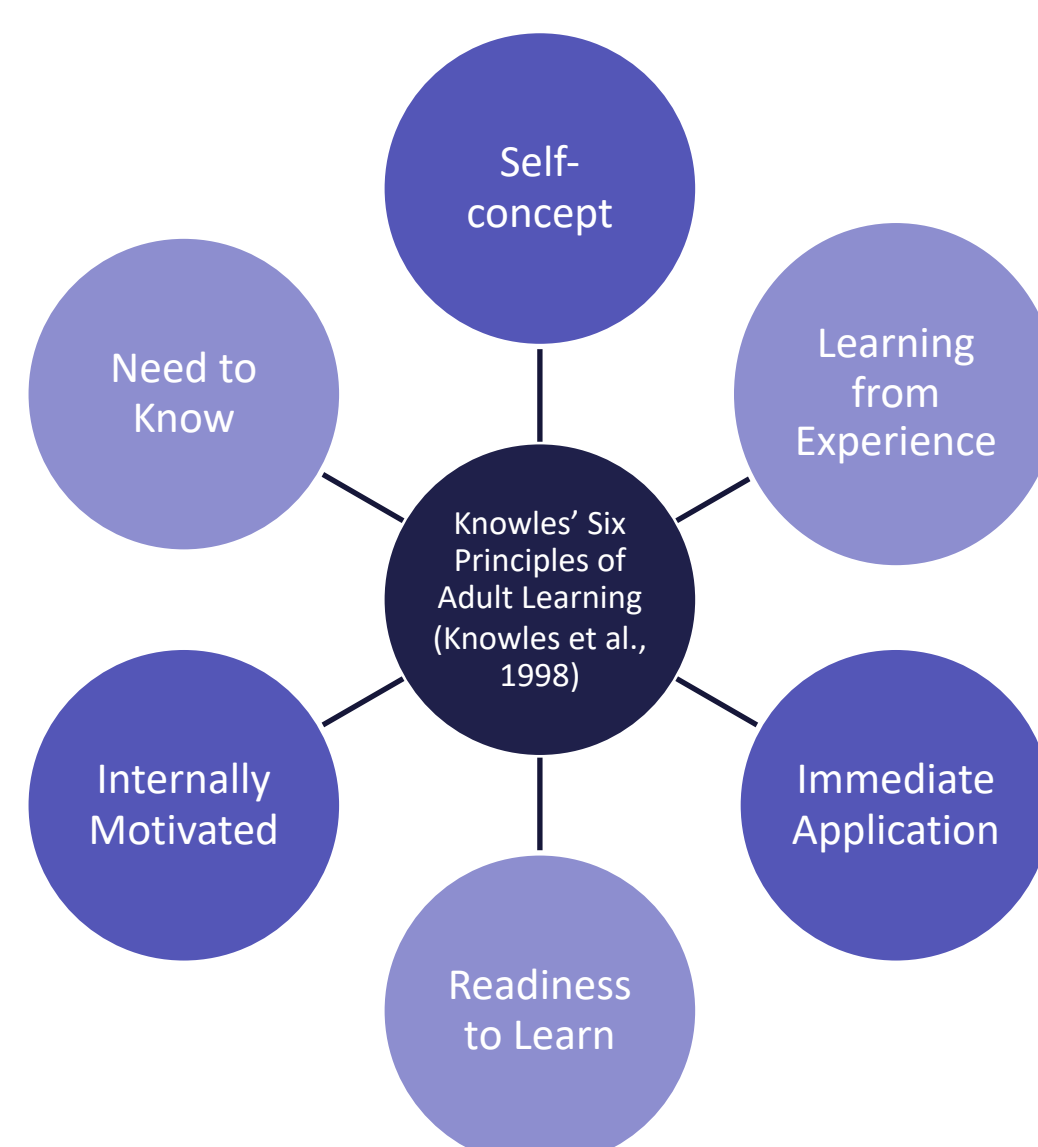 Self-
concept
Learning
from
Experience
Need to
Know
Knowles’ Six
Principles of
Adult Learning
(Knowles et al.,
1998)
Immediate
Application
Internally
Motivated
Readiness
to Learn